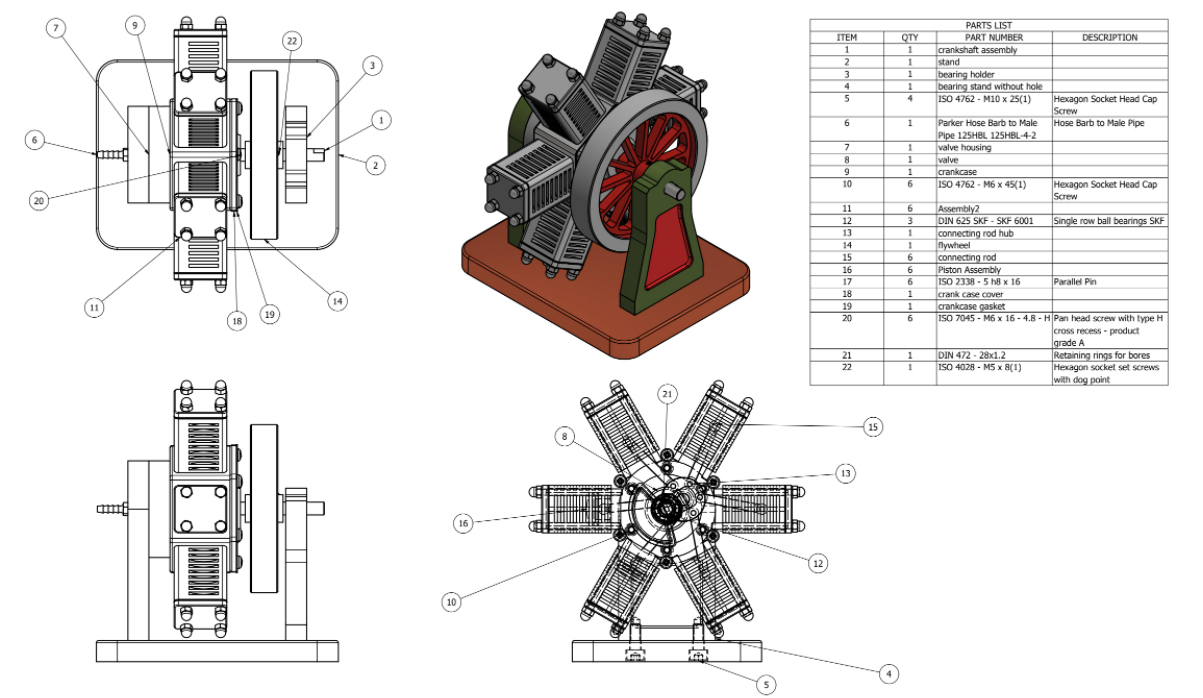 7
9
22
3
1
2
6
20
11
18
19
14
PARTS LIST
ITEM QTY PART NUMBER DESCRIPTION
1 1 crankshaft assembly
2 1 stand
3 1 bearing holder
4 1 bearing stand without hole
5 4 ISO 4762 - M10 x 25(1) Hexagon Socket Head Cap
Screw
6 1 Parker Hose Barb to Male Hose Barb to Male Pipe
Pipe 125HBL 125HBL-4-2
7 1 valve housing
8 1 valve
9 1 crankcase
10 6 ISO 4762 - M6 x 45(1) Hexagon Socket Head Cap
Screw
11 6 Assembly2
12 3 DIN 625 SKF - SKF 6001 Single row ball bearings SKF
13 1 connecting rod hub
14 1 flywheel
15 6 connecting rod
16 6 Piston Assembly
17 6 ISO 2338 - 5 h8 x 16 Parallel Pin
18 1 crank case cover
19 1 crankcase gasket
20 6 ISO 7045 - M6 x 16 - 4.8 - H Pan head screw with type H
cross recess - product
grade A
21 1 DIN 472 - 28x1.2 Retaining rings for bores
22 1 ISO 4028 - M5 x 8(1) Hexagon socket set screws
with dog point
21
8
15
13
16
12
10
4
5